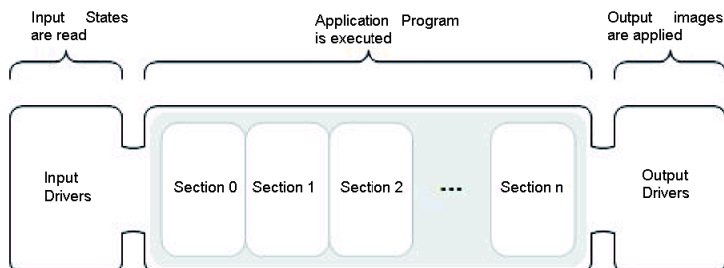 Input States
are read
Application Program
is executed
Output images
are applied
Input
Drivers
Section 0
Section 1
Section 2
...
Section n
Output
Drivers